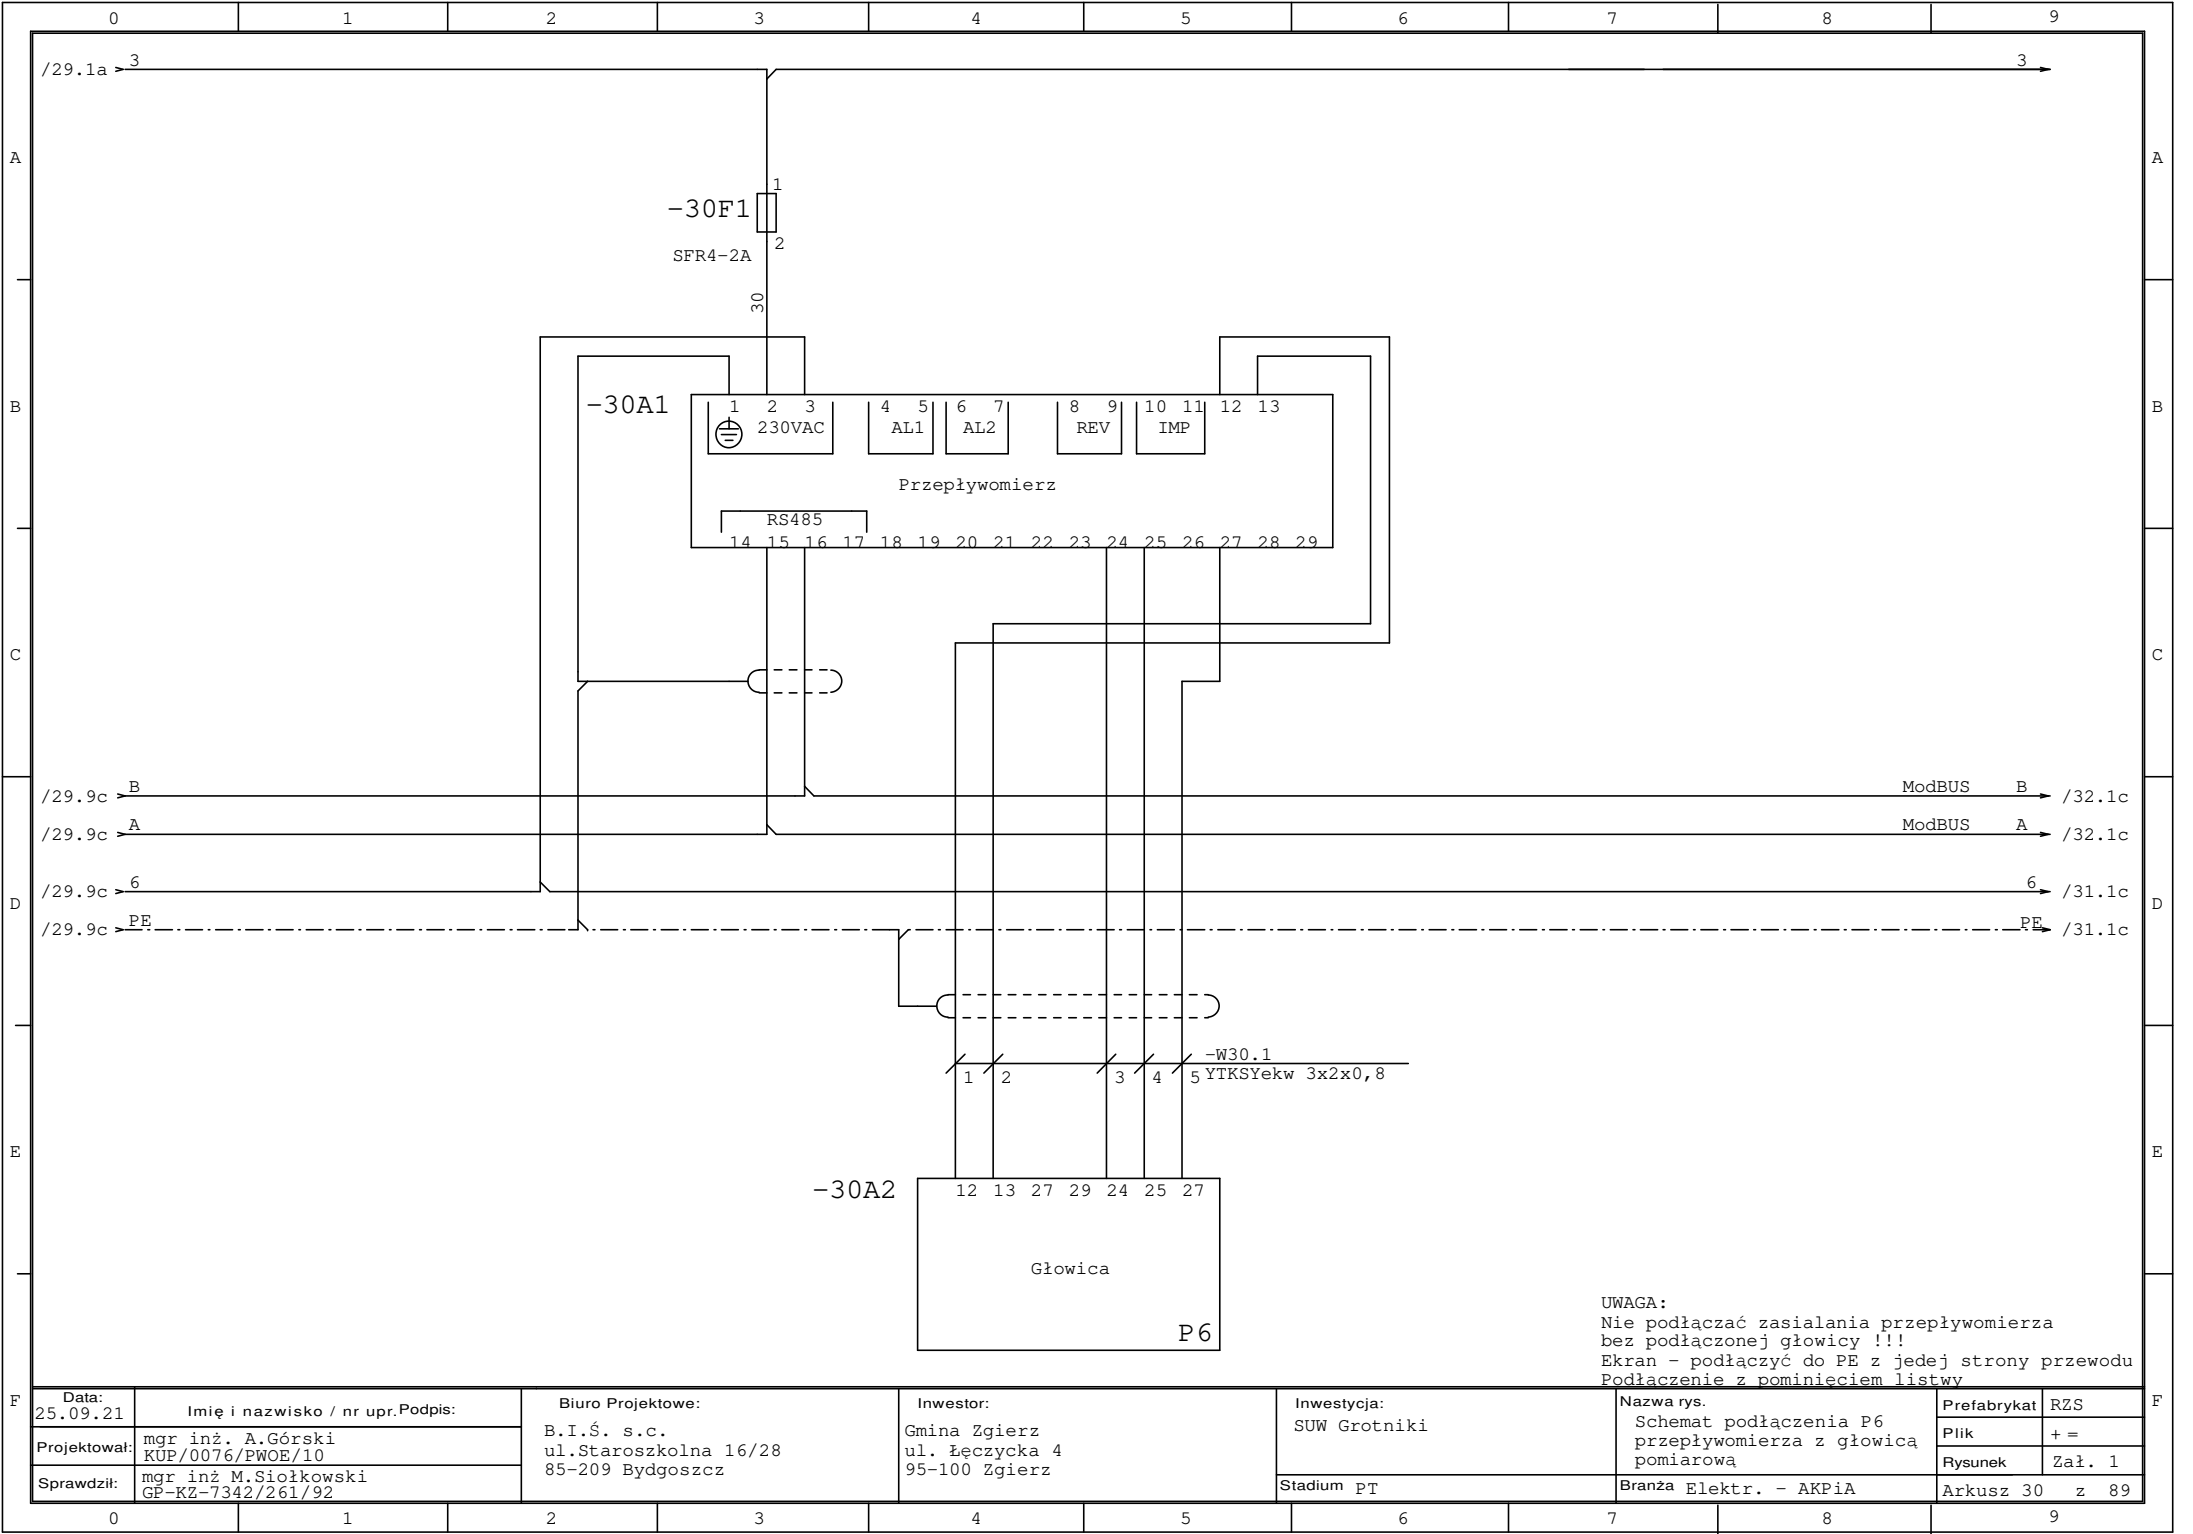 0 1 2 3 4 5 6 7 8 9
/29.1a 3 3
A A
1
-30F1
2
SFR4-2A
30
-30A1
B B
1 2 3 4 5 6 7 8 9 10 11 12 13
230VAC AL1 AL2 REV IMP
Przepływomierz
RS485
14 15 16 17 18 19 20 21 22 23 24 25 26 27 28 29
C C
/29.9c B ModBUS B /32.1c
/29.9c A ModBUS A /32.1c
/29.9c 6 6 /31.1c
D D
/29.9c PE PE /31.1c
-W30.1
1 2 3 4 5 YTKSYekw 3x2x0,8
E E
-30A2
12 13 27 29 24 25 27
Głowica
P6
UWAGA:
Nie podłączać zasialania przepływomierza
bez podłączonej głowicy !!!
Ekran - podłączyć do PE z jedej strony przewodu
Podłaczenie z pominięciem listwy
F F
Data:
25.09.21
Imię i nazwisko / nr upr. Podpis:
Projektował:
mgr inż. A.Górski
KUP/0076/PWOE/10
Sprawdził:
mgr inż M.Siołkowski
GP-KZ-7342/261/92
Biuro Projektowe:
B.I.Ś. s.c.
ul.Staroszkolna 16/28
85-209 Bydgoszcz
Inwestor:
Gmina Zgierz
ul. Łęczycka 4
95-100 Zgierz
Inwestycja:
SUW Grotniki
Stadium PT
Nazwa rys.
Schemat podłączenia P6
przepływomierza z głowicą
pomiarową
Branża Elektr. - AKPiA
Prefabrykat RZS
Plik + =
Rysunek Zał. 1
Arkusz 30 z 89
0 1 2 3 4 5 6 7 8 9